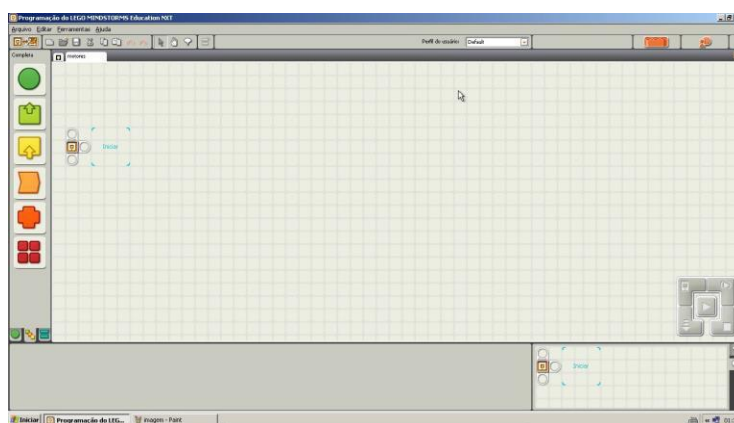 Programação do LEGO MINDSTORMS Education NXT
Arquivo Editar Ferramentas Ajuda
Perfil do usuário: Default
Completa
motores
Iniciar
Iniciar
Iniciar Programação do LEG... imagem - Paint